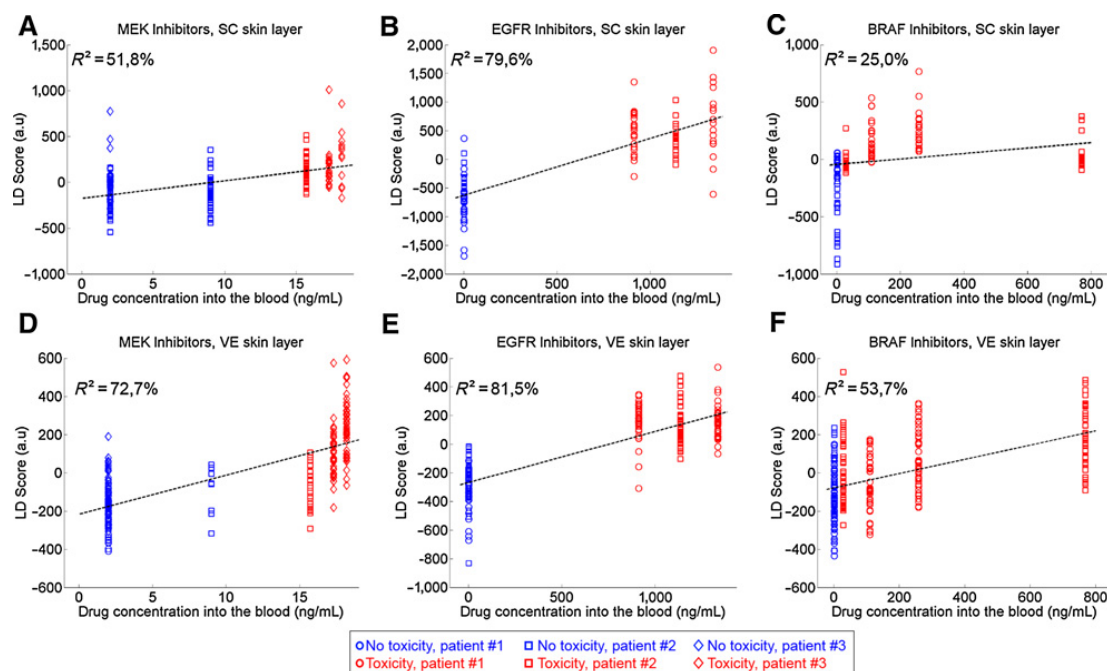 A
MEK Inhibitors, SC skin layer
R² = 51,8%
1,500
1,000
500
0
−500
−1,000
LD Score (a.u)
0 5 10 15
Drug concentration into the blood (ng/mL)
B
EGFR Inhibitors, SC skin layer
R² = 79,6%
2,000
1,500
1,000
500
0
−500
−1,000
−1,500
−2,000
LD Score (a.u)
0 500 1,000
Drug concentration into the blood (ng/mL)
C
BRAF Inhibitors, SC skin layer
R² = 25,0%
1,000
500
0
−500
−1,000
LD Score (a.u)
0 200 400 600 800
Drug concentration into the blood (ng/mL)
D
MEK Inhibitors, VE skin layer
R² = 72,7%
600
400
200
0
−200
−400
−600
LD Score (a.u)
0 5 10 15
Drug concentration into the blood (ng/mL)
E
EGFR Inhibitors, VE skin layer
R² = 81,5%
600
400
200
0
−200
−400
−600
−800
−1,000
LD Score (a.u)
0 500 1,000
Drug concentration into the blood (ng/mL)
F
BRAF Inhibitors, VE skin layer
R² = 53,7%
600
400
200
0
−200
−400
−600
LD Score (a.u)
0 200 400 600 800
Drug concentration into the blood (ng/mL)
No toxicity, patient #1 No toxicity, patient #2 No toxicity, patient #3
Toxicity, patient #1 Toxicity, patient #2 Toxicity, patient #3